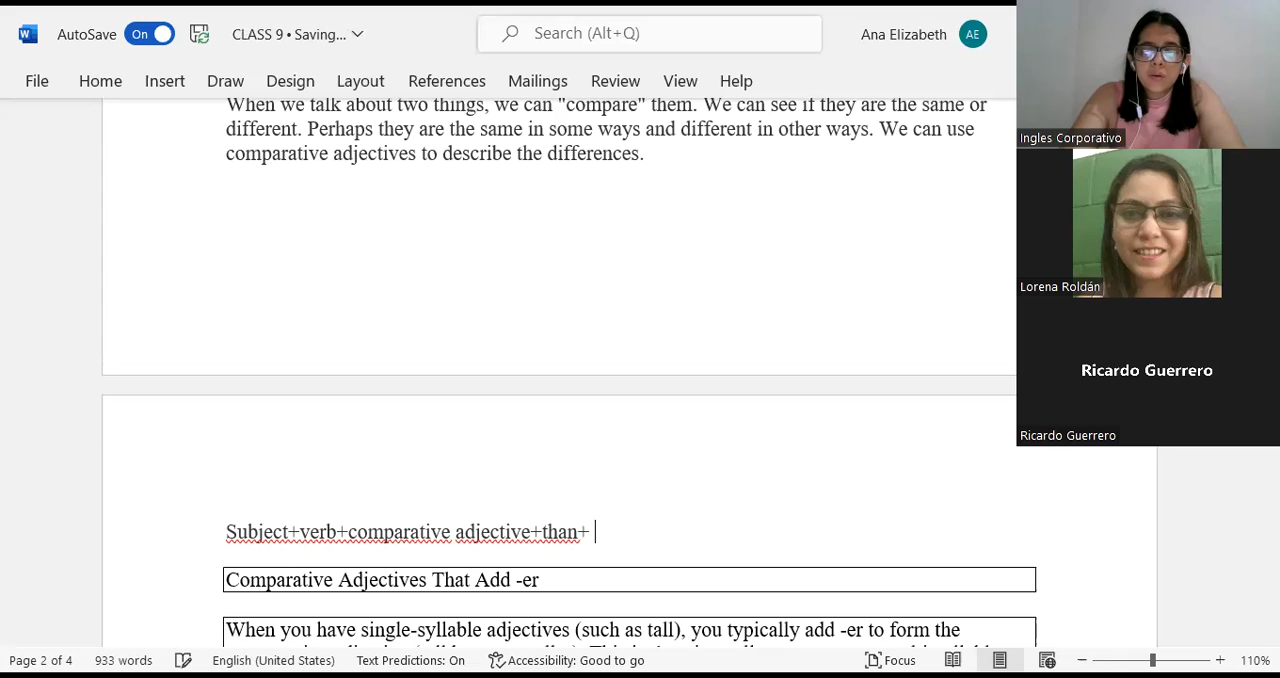 AutoSave On CLASS 9 • Saving... Search (Alt+Q) Ana Elizabeth AE
File Home Insert Draw Design Layout References Mailings Review View Help
When we talk about two things, we can "compare" them. We can see if they are the same or
different. Perhaps they are the same in some ways and different in other ways. We can use
comparative adjectives to describe the differences.
Ingles Corporativo
Lorena Roldán
Ricardo Guerrero
Ricardo Guerrero
Subject+verb+comparative adjective+than+
Comparative Adjectives That Add -er
When you have single-syllable adjectives (such as tall), you typically add -er to form the
Page 2 of 4 933 words English (United States) Text Predictions: On Accessibility: Good to go Focus 110%